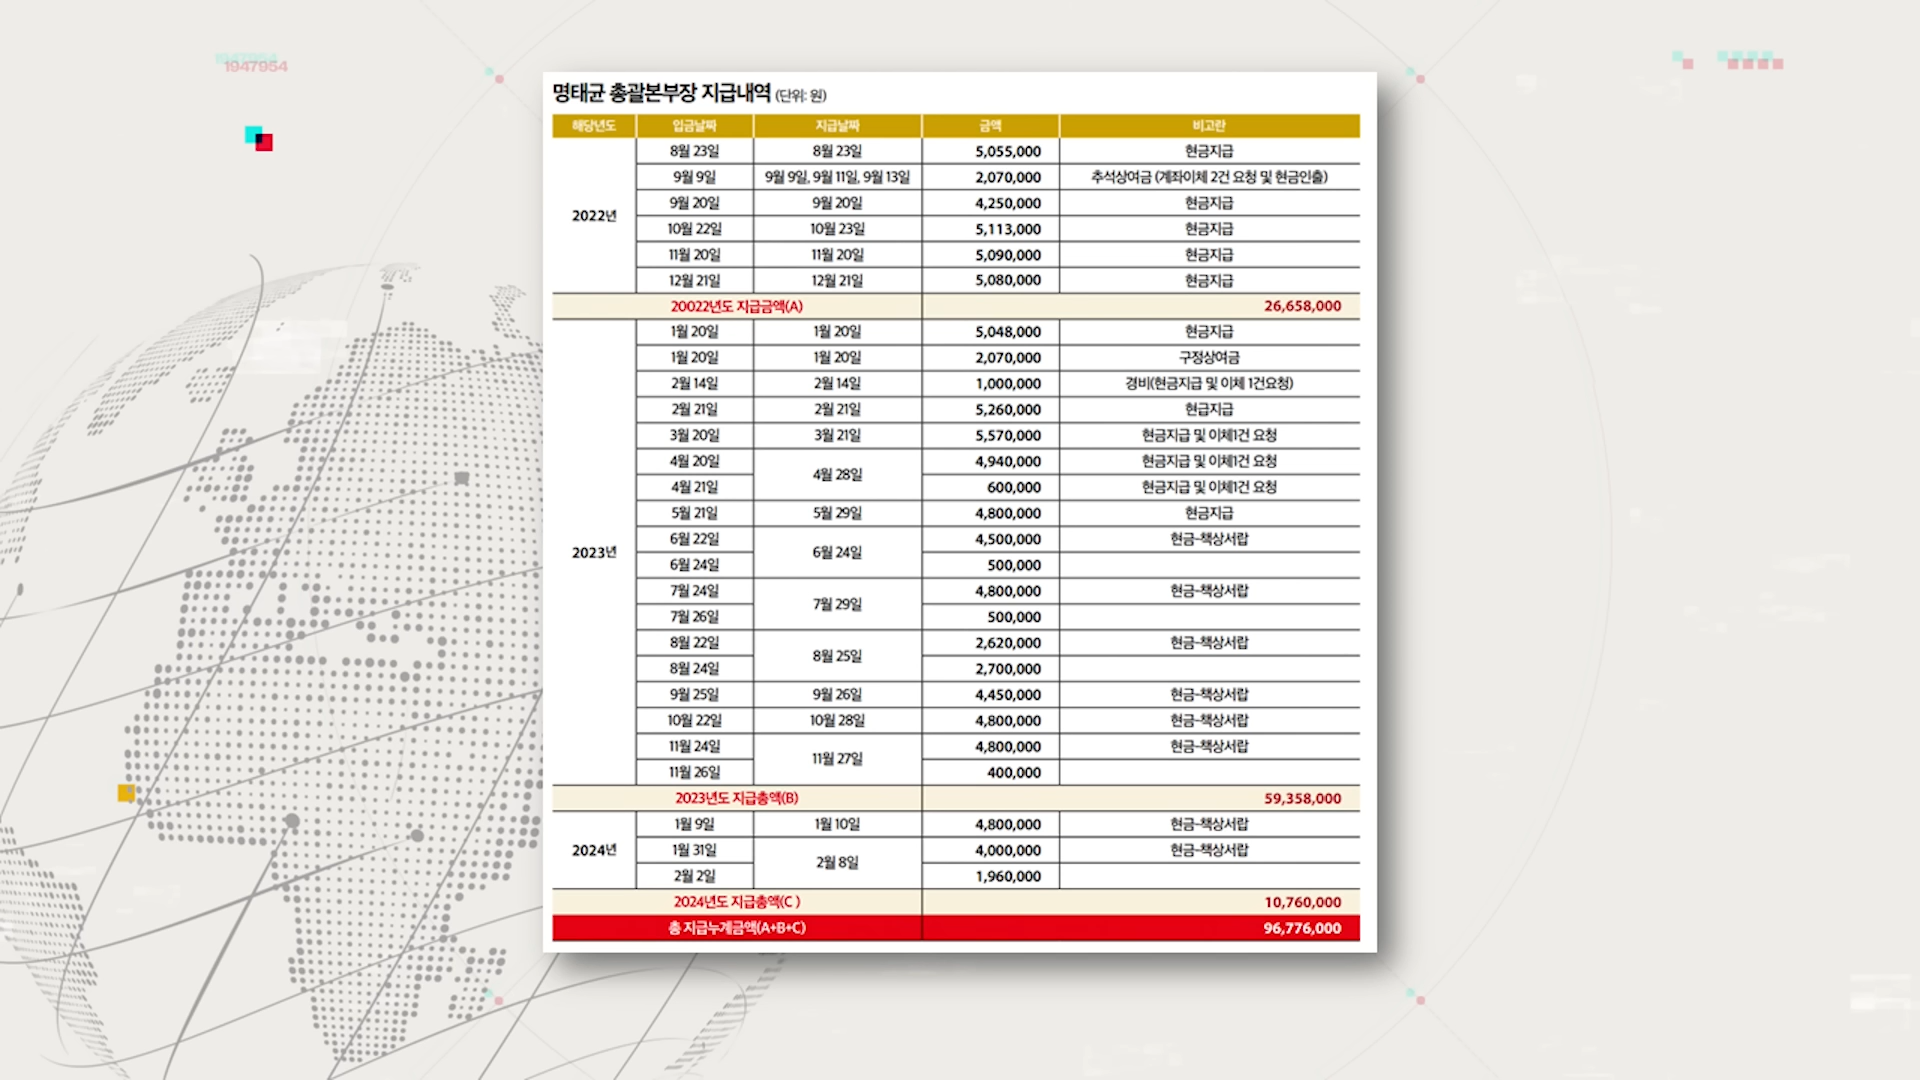 1947954
명태균 총괄본부장 지급내역 (단위: 원)
해당년도 입금날짜 지급날짜 금액 비고란
8월 23일 8월 23일 5,055,000 현금지급
9월 9일 9월 9일, 9월 11일, 9월 13일 2,070,000 추석상여금 (계좌이체 2건 요청 및 현금인출)
9월 20일 9월 20일 4,250,000 현금지급
2022년
10월 22일 10월 23일 5,113,000 현금지급
11월 20일 11월 20일 5,090,000 현금지급
12월 21일 12월 21일 5,080,000 현금지급
20022년도 지급금액(A) 26,658,000
1월 20일 1월 20일 5,048,000 현금지급
1월 20일 1월 20일 2,070,000 구정상여금
2월 14일 2월 14일 1,000,000 경비(현금지급 및 이체 1건요청)
2월 21일 2월 21일 5,260,000 현급지급
3월 20일 3월 21일 5,570,000 현금지급 및 이체1건 요청
4월 20일 4월 28일 4,940,000 현금지급 및 이체1건 요청
4월 21일 600,000 현금지급 및 이체1건 요청
5월 21일 5월 29일 4,800,000 현금지급
6월 22일 6월 24일 4,500,000 현금-책상서랍
2023년
6월 24일 500,000
7월 24일 7월 29일 4,800,000 현금-책상서랍
7월 26일 500,000
8월 22일 8월 25일 2,620,000 현금-책상서랍
8월 24일 2,700,000
9월 25일 9월 26일 4,450,000 현금-책상서랍
10월 22일 10월 28일 4,800,000 현금-책상서랍
11월 24일 11월 27일 4,800,000 현금-책상서랍
11월 26일 400,000
2023년도 지급총액(B) 59,358,000
1월 9일 1월 10일 4,800,000 현금-책상서랍
2024년 1월 31일 2월 8일 4,000,000 현금-책상서랍
2월 2일 1,960,000
2024년도 지급총액(C ) 10,760,000
총 지급누계금액(A+B+C) 96,776,000